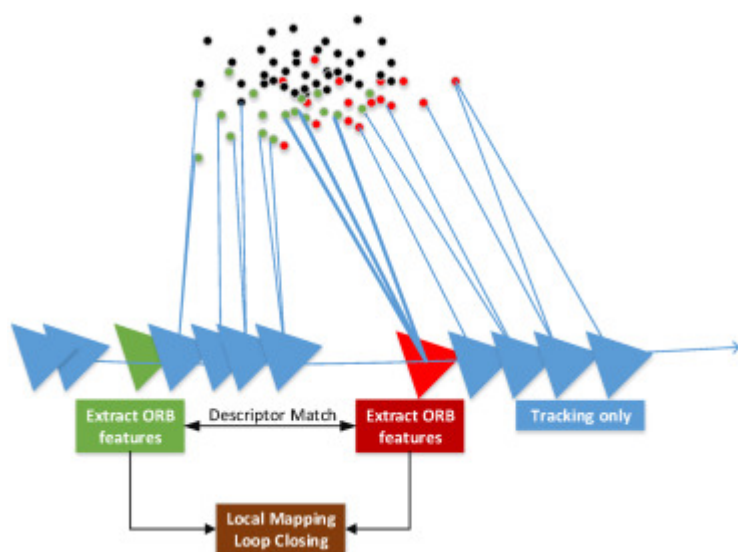 Extract ORB
features
Descriptor Match
Extract ORB
features
Tracking only
Local Mapping
Loop Closing